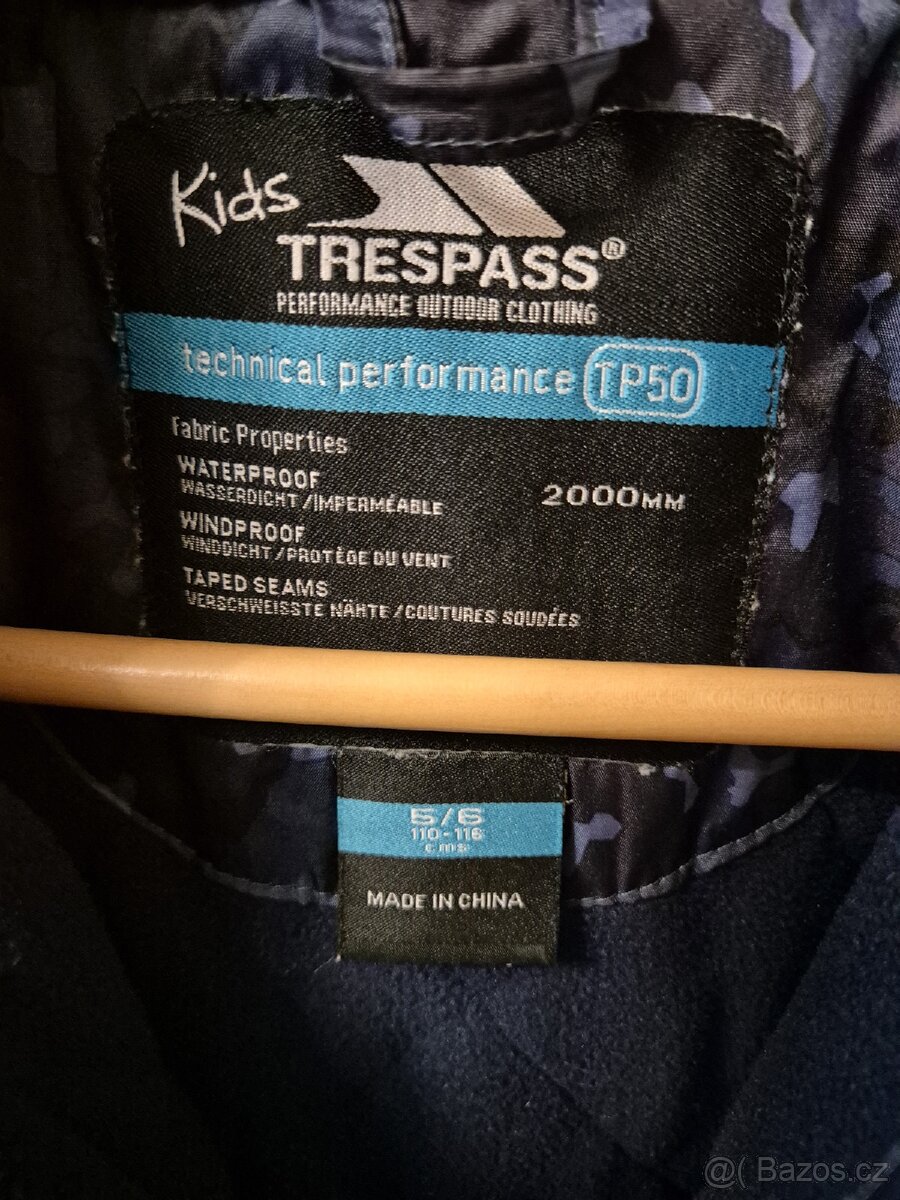 Kids
TRESPASS®
PERFORMANCE OUTDOOR CLOTHING
technical performance TP50
Fabric Properties
WATERPROOF 2000MM
WASSERDICHT/IMPERMÉABLE
WINDPROOF
WINDDICHT/PROTÈGE DU VENT
TAPED SEAMS
VERSCHWEISSTE NÄHTE/COUTURES SOUDÉES
5/6
110-116
cms
MADE IN CHINA
@( Bazos.cz